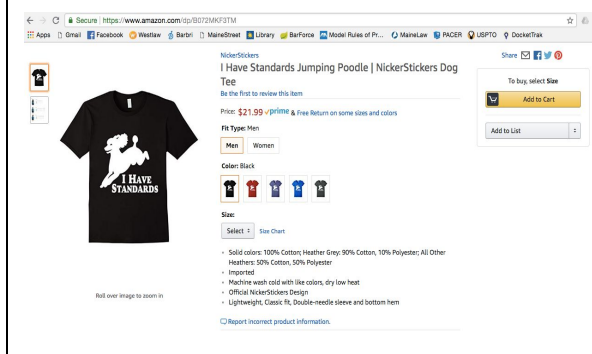 Secure https://www.amazon.com/dp/B072MKF3TM
Apps Gmail Facebook Westlaw Barbri MaineStreet Library BarForce Model Rules of Pr... MaineLaw PACER USPTO DocketTrak
NickerStickers
Share
I Have Standards Jumping Poodle | NickerStickers Dog
Tee
Be the first to review this item
To buy, select Size
Add to Cart
Price: $21.99 prime & Free Return on some sizes and colors
Fit Type: Men
Add to List
Men Women
Color: Black
I HAVE
STANDARDS
Size:
Select Size Chart
Solid colors: 100% Cotton; Heather Grey: 90% Cotton, 10% Polyester; All Other
Heathers: 50% Cotton, 50% Polyester
Imported
Machine wash cold with like colors, dry low heat
Official NickerStickers Design
Lightweight, Classic fit, Double-needle sleeve and bottom hem
Roll over image to zoom in
Report incorrect product information.